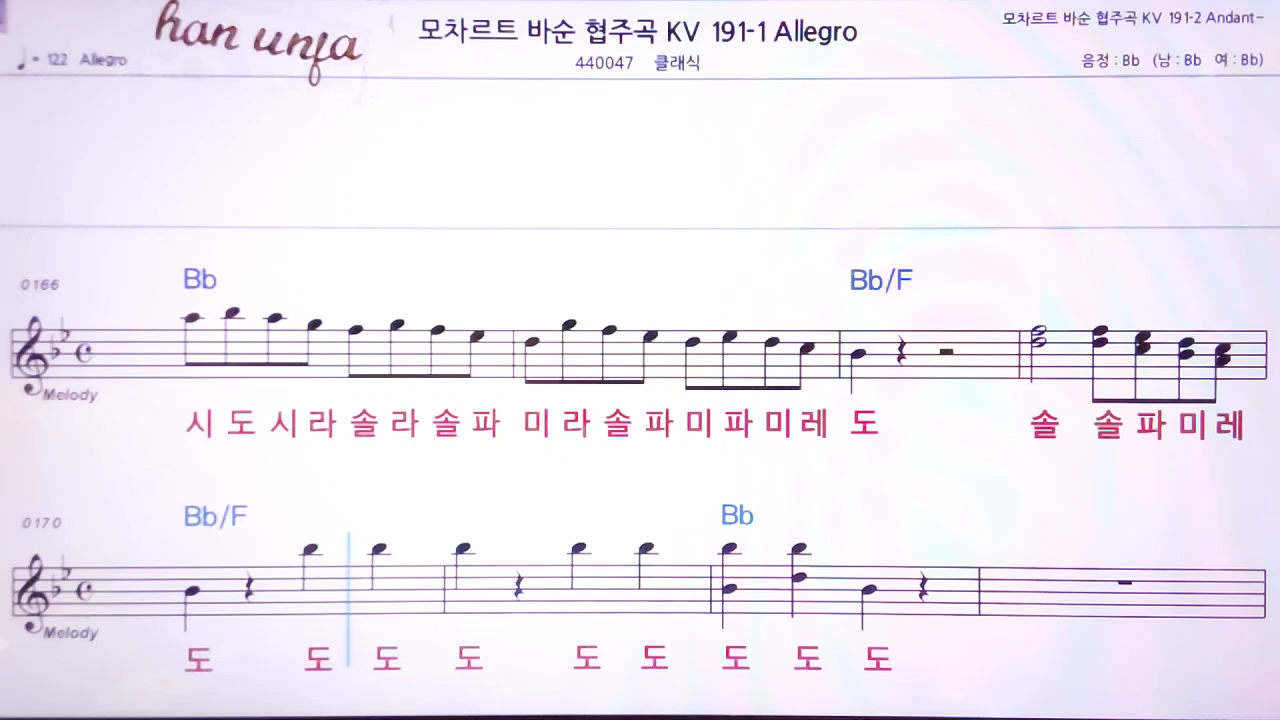 han unfa
모차르트 바순 협주곡 KV 191-1 Allegro
모차르트 바순 협주곡 KV 191-2 Andant~
♩= 122 Allegro
440047 클래식
음정 : Bb (남 : Bb 여 : Bb)
0166
Bb Bb/F
Melody
시 도 시 라 솔 라 솔 파 미 라 솔 파 미 파 미 레 도 솔 솔 파 미 레
0170
Bb/F Bb
Melody
도 도 도 도 도 도 도 도 도